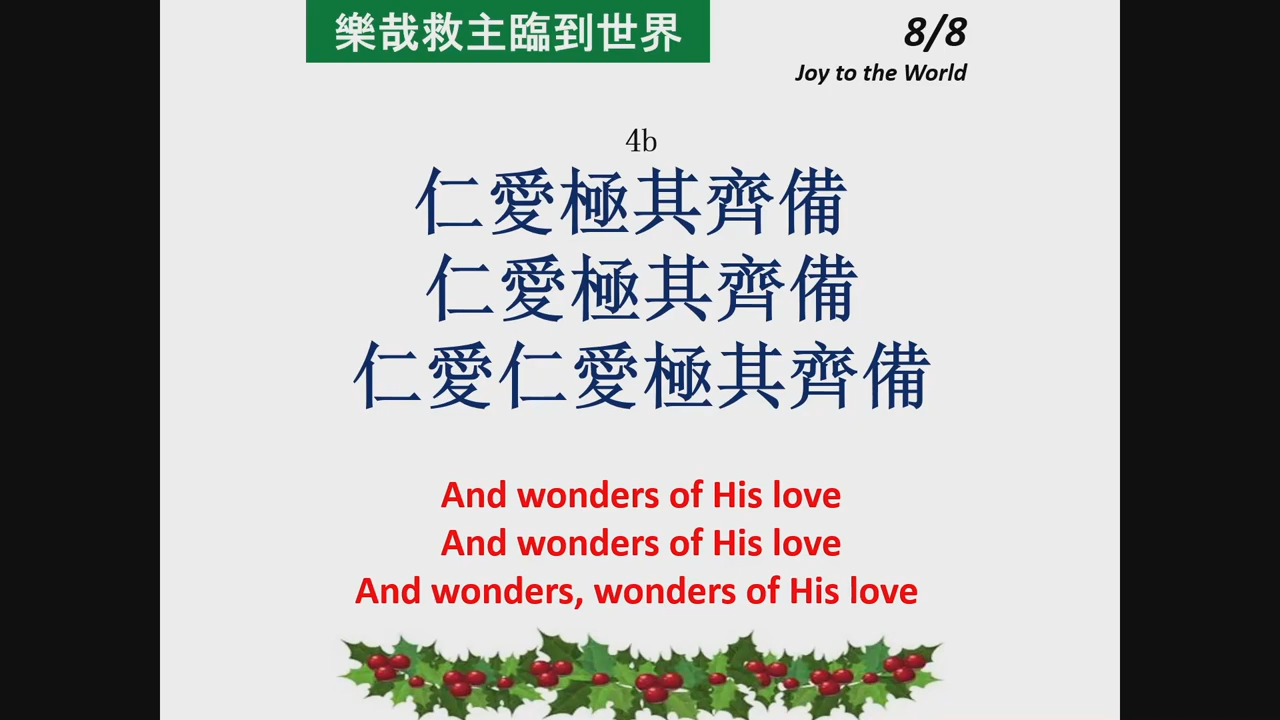 樂哉救主臨到世界
8/8
Joy to the World
4b
仁愛極其齊備
仁愛極其齊備
仁愛仁愛極其齊備
And wonders of His love
And wonders of His love
And wonders, wonders of His love